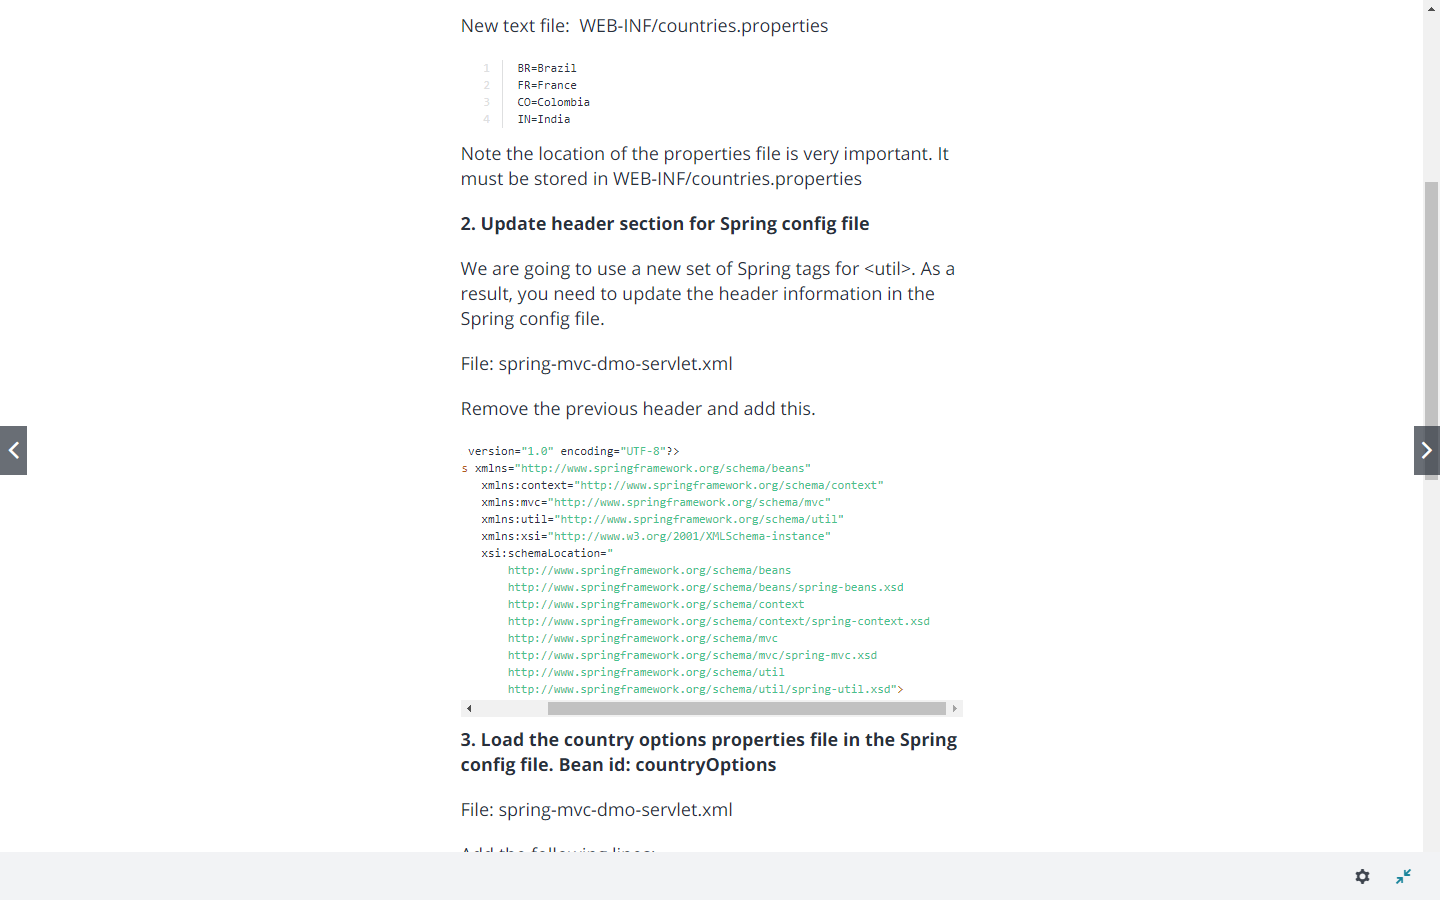 New text file:  WEB-INF/countries.properties
1 BR=Brazil
2 FR=France
3 CO=Colombia
4 IN=India
Note the location of the properties file is very important. It
must be stored in WEB-INF/countries.properties
2. Update header section for Spring config file
We are going to use a new set of Spring tags for <util>. As a
result, you need to update the header information in the
Spring config file.
File: spring-mvc-dmo-servlet.xml
Remove the previous header and add this.
version="1.0" encoding="UTF-8"?>
s xmlns="http://www.springframework.org/schema/beans"
xmlns:context="http://www.springframework.org/schema/context"
xmlns:mvc="http://www.springframework.org/schema/mvc"
xmlns:util="http://www.springframework.org/schema/util"
xmlns:xsi="http://www.w3.org/2001/XMLSchema-instance"
xsi:schemaLocation="
http://www.springframework.org/schema/beans
http://www.springframework.org/schema/beans/spring-beans.xsd
http://www.springframework.org/schema/context
http://www.springframework.org/schema/context/spring-context.xsd
http://www.springframework.org/schema/mvc
http://www.springframework.org/schema/mvc/spring-mvc.xsd
http://www.springframework.org/schema/util
http://www.springframework.org/schema/util/spring-util.xsd">
3. Load the country options properties file in the Spring
config file. Bean id: countryOptions
File: spring-mvc-dmo-servlet.xml
Add the following lines: